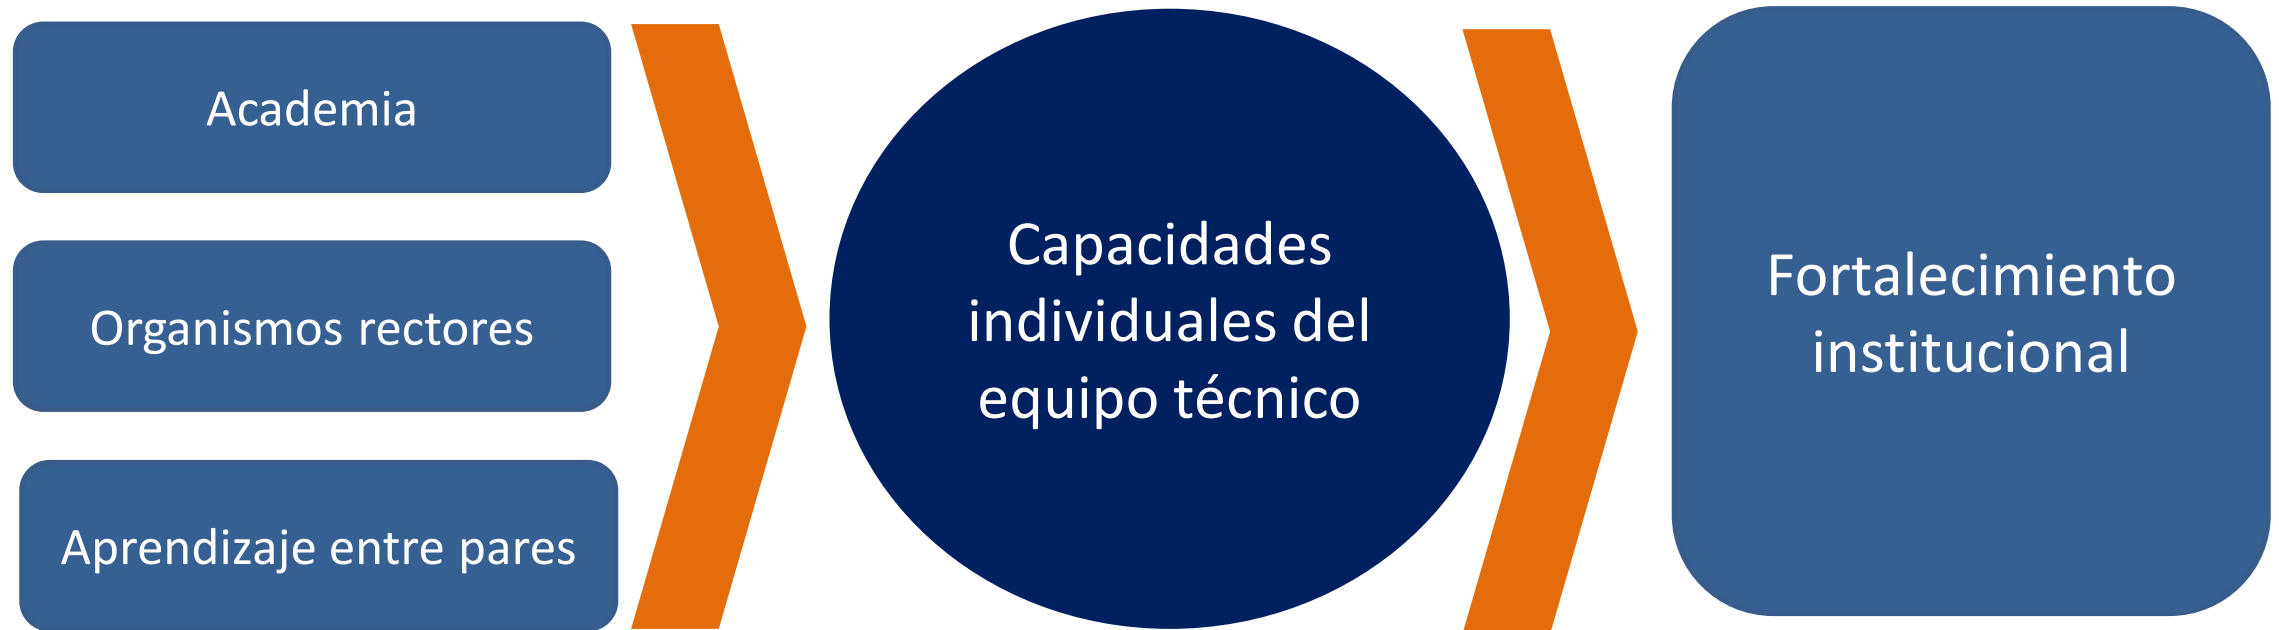 Academia
Organismos rectores
Aprendizaje entre pares
Capacidades
individuales del
equipo técnico
Fortalecimiento
institucional